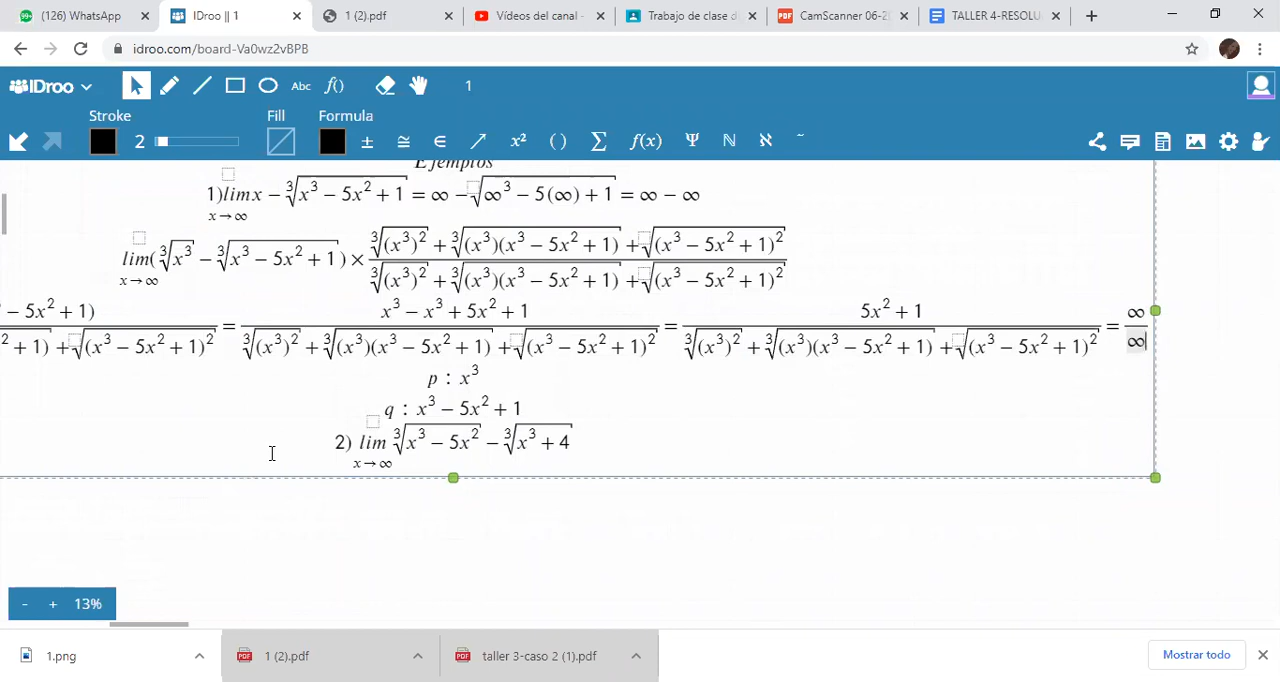 (126) WhatsApp
IDroo || 1
1 (2).pdf
Vídeos del canal -
Trabajo de clase d
CamScanner 06-2
TALLER 4-RESOLU
idroo.com/board-Va0wz2vBPB
IDroo Abc f() 1
Stroke Fill Formula
2 ± ≅ ∈ x² ( ) ∑ f(x) Ψ ℕ ℵ ~
Ejemplos
1) lim x→∞ x − ∛(x³ − 5x² + 1) = ∞ − √(∞³ − 5(∞) + 1) = ∞ − ∞
lim x→∞ (∛x³ − ∛(x³ − 5x² + 1)) × (∛(x³)² + ∛(x³)(x³ − 5x² + 1) + √(x³ − 5x² + 1)²) / (∛(x³)² + ∛(x³)(x³ − 5x² + 1) + √(x³ − 5x² + 1)²)
− 5x² + 1) / ² + 1) + √(x³ − 5x² + 1)² = (x³ − x³ + 5x² + 1) / (∛(x³)² + ∛(x³)(x³ − 5x² + 1) + √(x³ − 5x² + 1)²) = (5x² + 1) / (∛(x³)² + ∛(x³)(x³ − 5x² + 1) + √(x³ − 5x² + 1)²) = ∞/∞
p : x³
q : x³ − 5x² + 1
2) lim x→∞ ∛(x³ − 5x²) − ∛(x³ + 4)
- + 13%
1.png
1 (2).pdf
taller 3-caso 2 (1).pdf
Mostrar todo